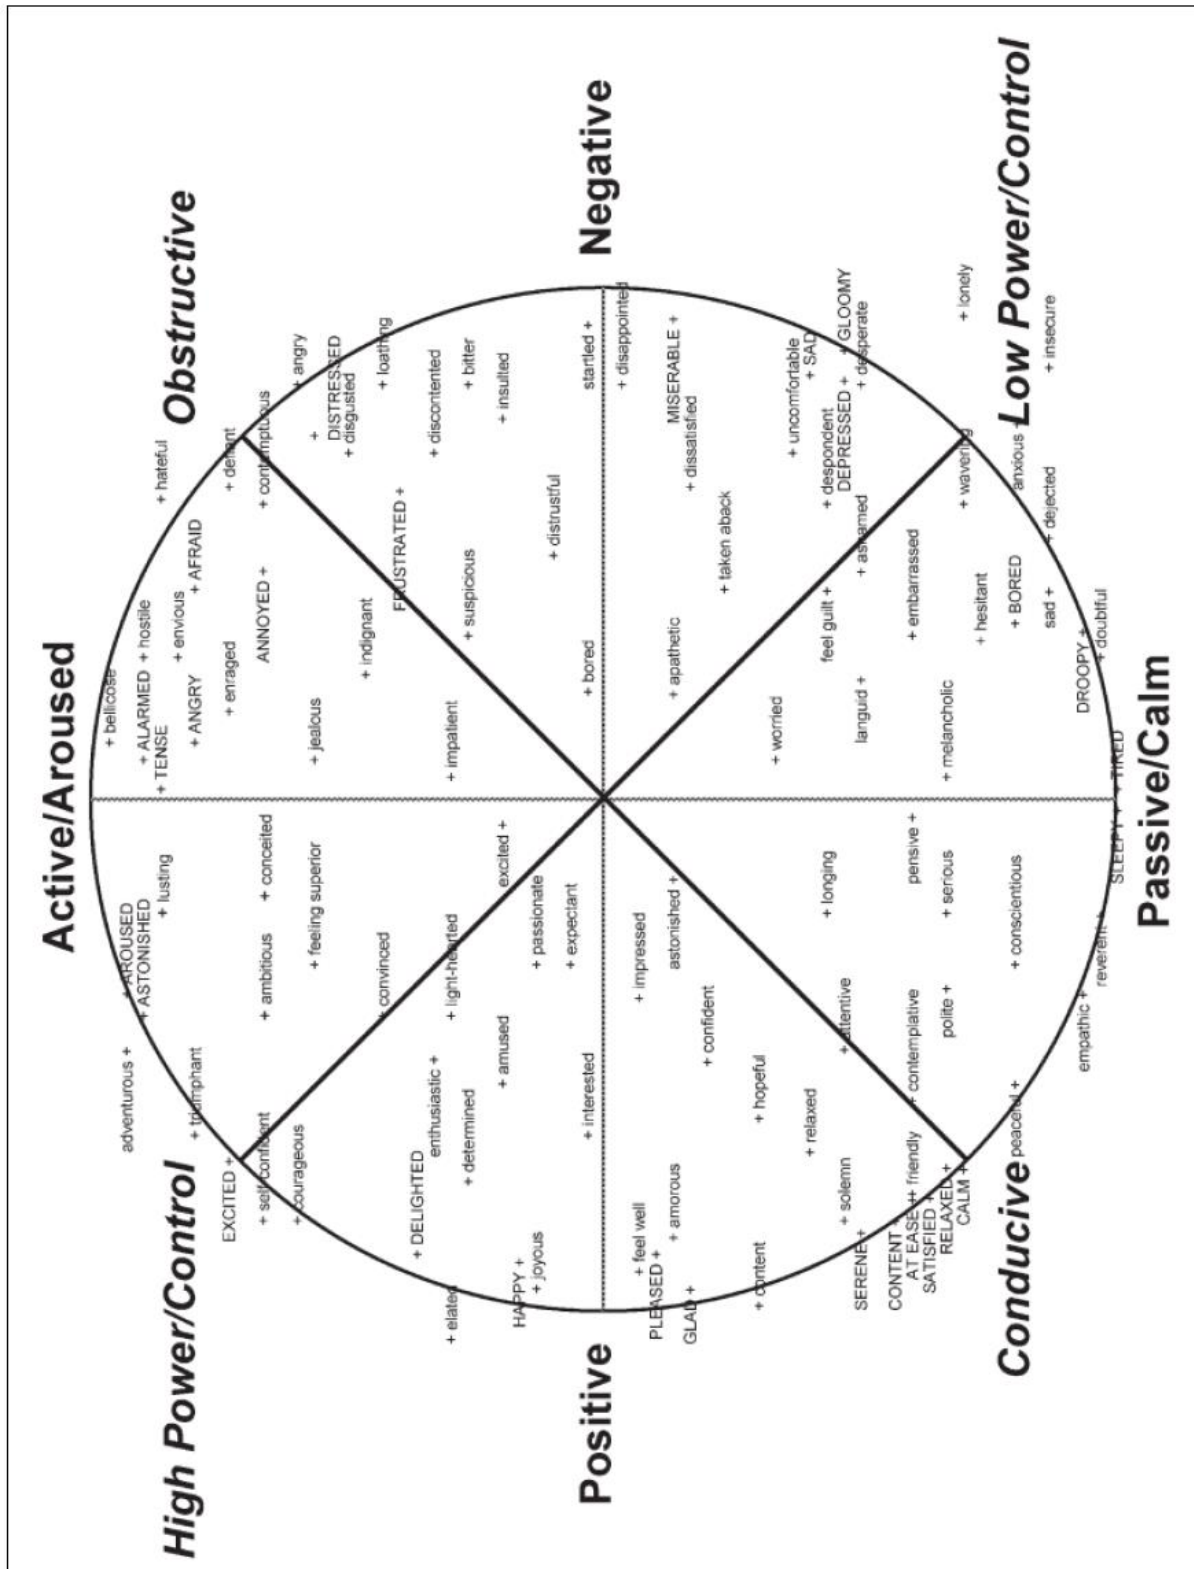 Active/Aroused
+ bellicose
adventurous +
+ AROUSED
+ ASTONISHED
+ ALARMED
+ hostile
+ lusting
+ TENSE
+ hateful
High Power/Control
+ envious
Obstructive
+ triumphant
+ ANGRY
+ AFRAID
EXCITED +
+ enraged
+ defiant
+ self-confident
+ ambitious
+ conceited
ANNOYED +
+ contemptuous
+ courageous
+ angry
+ feeling superior
+ jealous
+
DISTRESSED
+ disgusted
+ indignant
+ convinced
+ loathing
FRUSTRATED +
+ DELIGHTED
enthusiastic +
+ discontented
+ elated
+ light-hearted
+ impatient
+ determined
+ suspicious
+ bitter
+ amused
excited +
+ insulted
HAPPY +
+ joyous
+ passionate
+ distrustful
+ expectant
+ interested
+ bored
startled +
Positive
Negative
+ disappointed
+ feel well
+ impressed
PLEASED +
+ amorous
astonished +
+ apathetic
MISERABLE +
GLAD +
+ dissatisfied
+ confident
+ taken aback
+ content
+ hopeful
+ worried
+ uncomfortable
+ relaxed
+ SAD
+ longing
feel guilt +
+ despondent
+ solemn
+ attentive
DEPRESSED +
+ GLOOMY
SERENE +
languid +
+ ashamed
+ desperate
CONTENT +
AT EASE +
+ friendly
+ contemplative
pensive +
+ embarrassed
SATISFIED +
RELAXED +
polite +
+ serious
+ melancholic
CALM +
+ wavering
+ lonely
+ hesitant
Conducive
peaceful +
+ conscientious
+ BORED
anxious +
Low Power/Control
sad +
+ dejected
+ insecure
empathic +
DROOPY +
reverent +
+ doubtful
SLEEPY +
+ TIRED
Passive/Calm